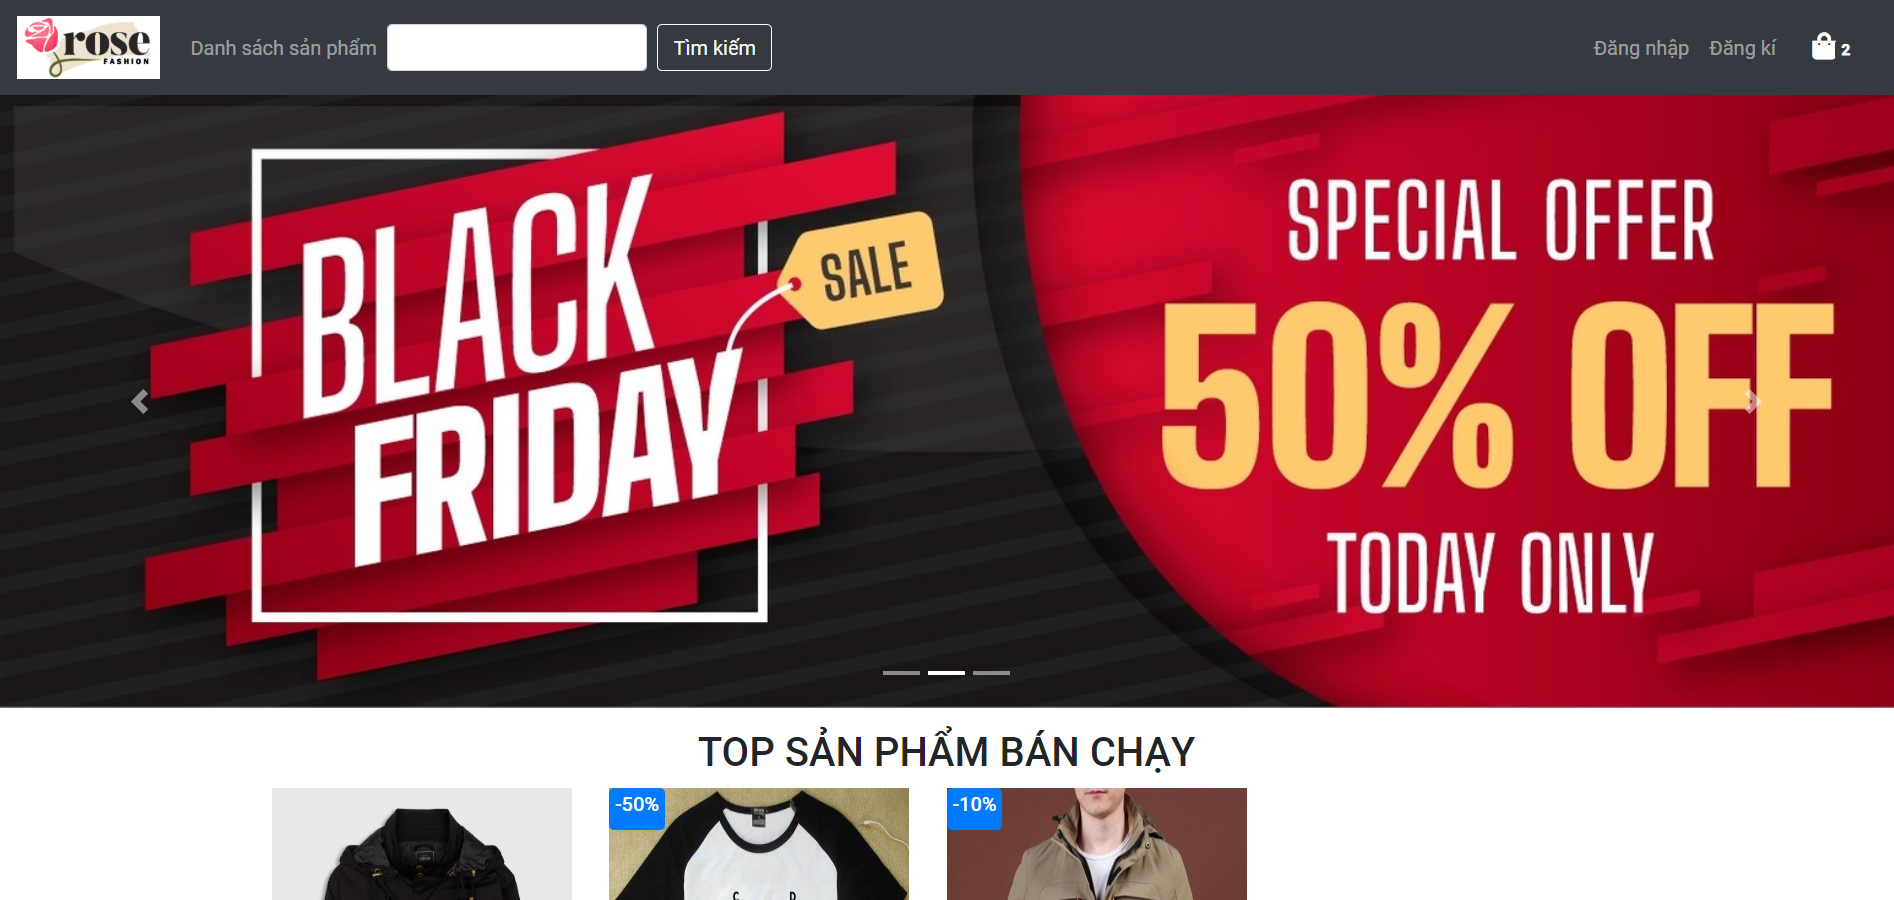 rose
FASHION
Danh sách sản phẩm
Tìm kiếm
Đăng nhập
Đăng kí
2
BLACK
FRIDAY
SALE
SPECIAL OFFER
50% OFF
TODAY ONLY
TOP SẢN PHẨM BÁN CHẠY
-50%
-10%
C D